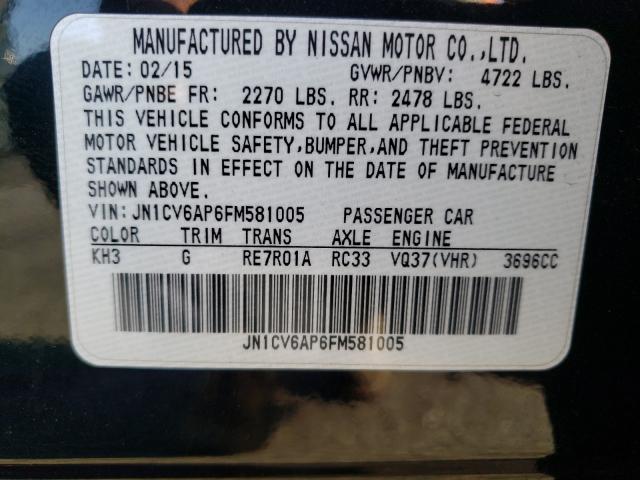 MANUFACTURED BY NISSAN MOTOR CO.,LTD.
DATE: 02/15 GVWR/PNBV: 4722 LBS.
GAWR/PNBE FR: 2270 LBS. RR: 2478 LBS.
THIS VEHICLE CONFORMS TO ALL APPLICABLE FEDERAL
MOTOR VEHICLE SAFETY,BUMPER,AND THEFT PREVENTION
STANDARDS IN EFFECT ON THE DATE OF MANUFACTURE
SHOWN ABOVE.
VIN:JN1CV6AP6FM581005 PASSENGER CAR
COLOR TRIM TRANS AXLE ENGINE
KH3 G RE7R01A RC33 VQ37(VHR) 3696CC
JN1CV6AP6FM581005